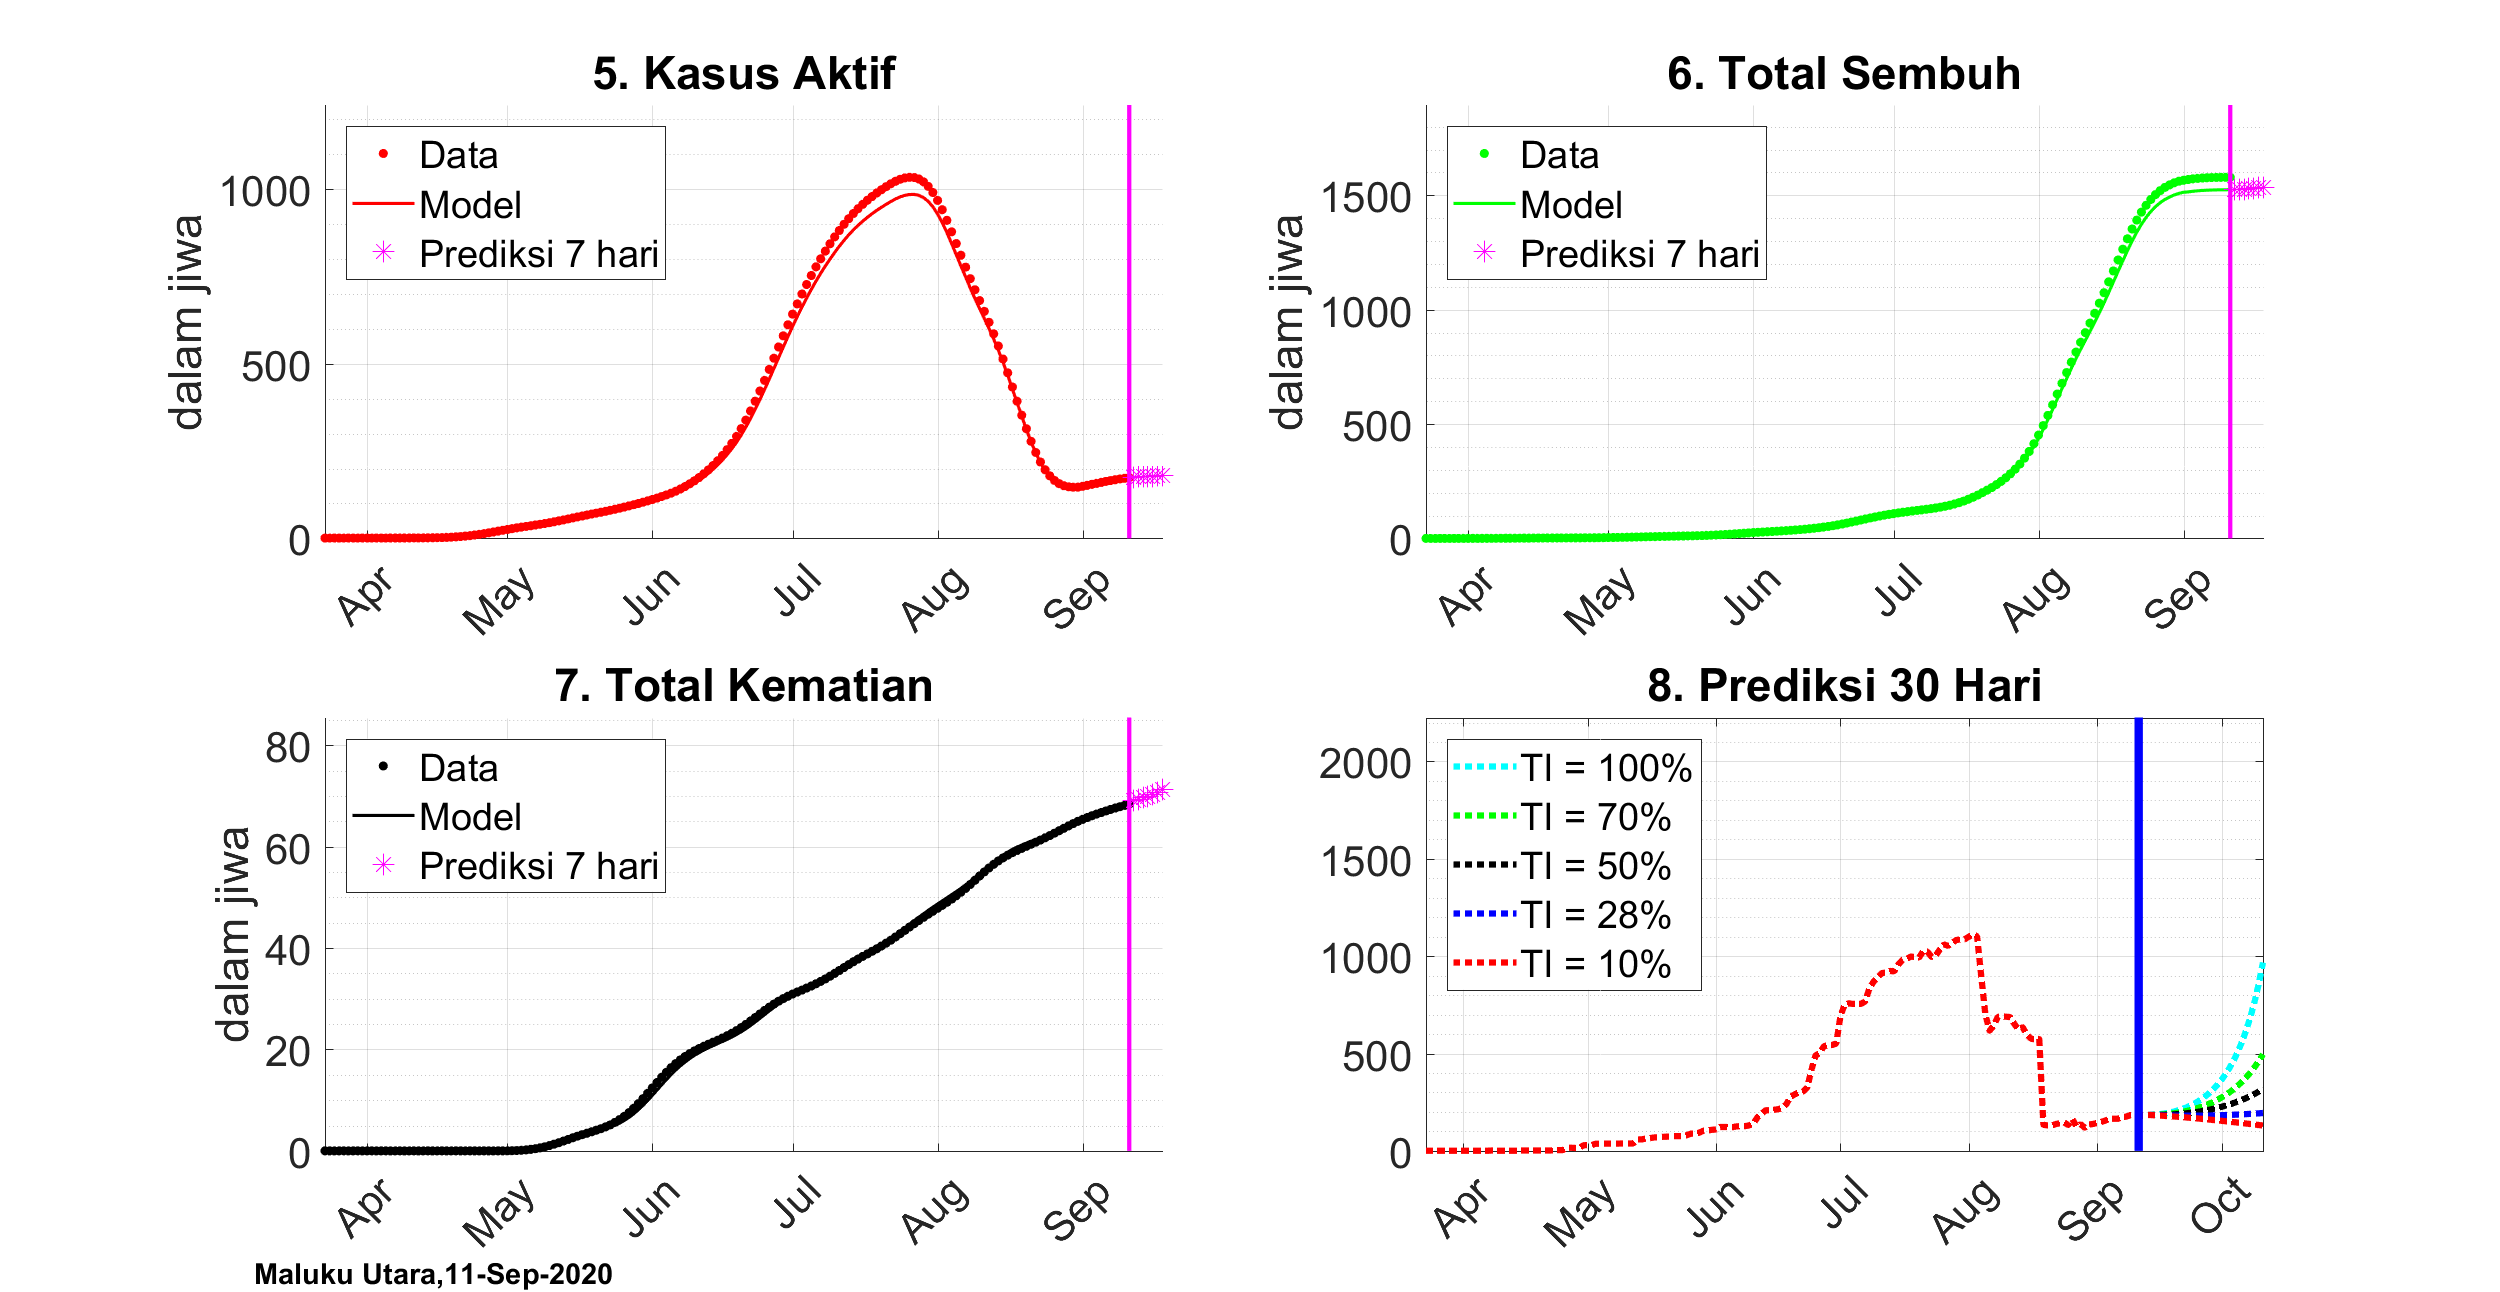 5. Kasus Aktif
dalam jiwa
1000
500
0
Data
Model
Prediksi 7 hari
Apr
May
Jun
Jul
Aug
Sep
6. Total Sembuh
dalam jiwa
1500
1000
500
0
Data
Model
Prediksi 7 hari
Apr
May
Jun
Jul
Aug
Sep
7. Total Kematian
dalam jiwa
80
60
40
20
0
Data
Model
Prediksi 7 hari
Apr
May
Jun
Jul
Aug
Sep
8. Prediksi 30 Hari
2000
1500
1000
500
0
TI = 100%
TI = 70%
TI = 50%
TI = 28%
TI = 10%
Apr
May
Jun
Jul
Aug
Sep
Oct
Maluku Utara,11-Sep-2020